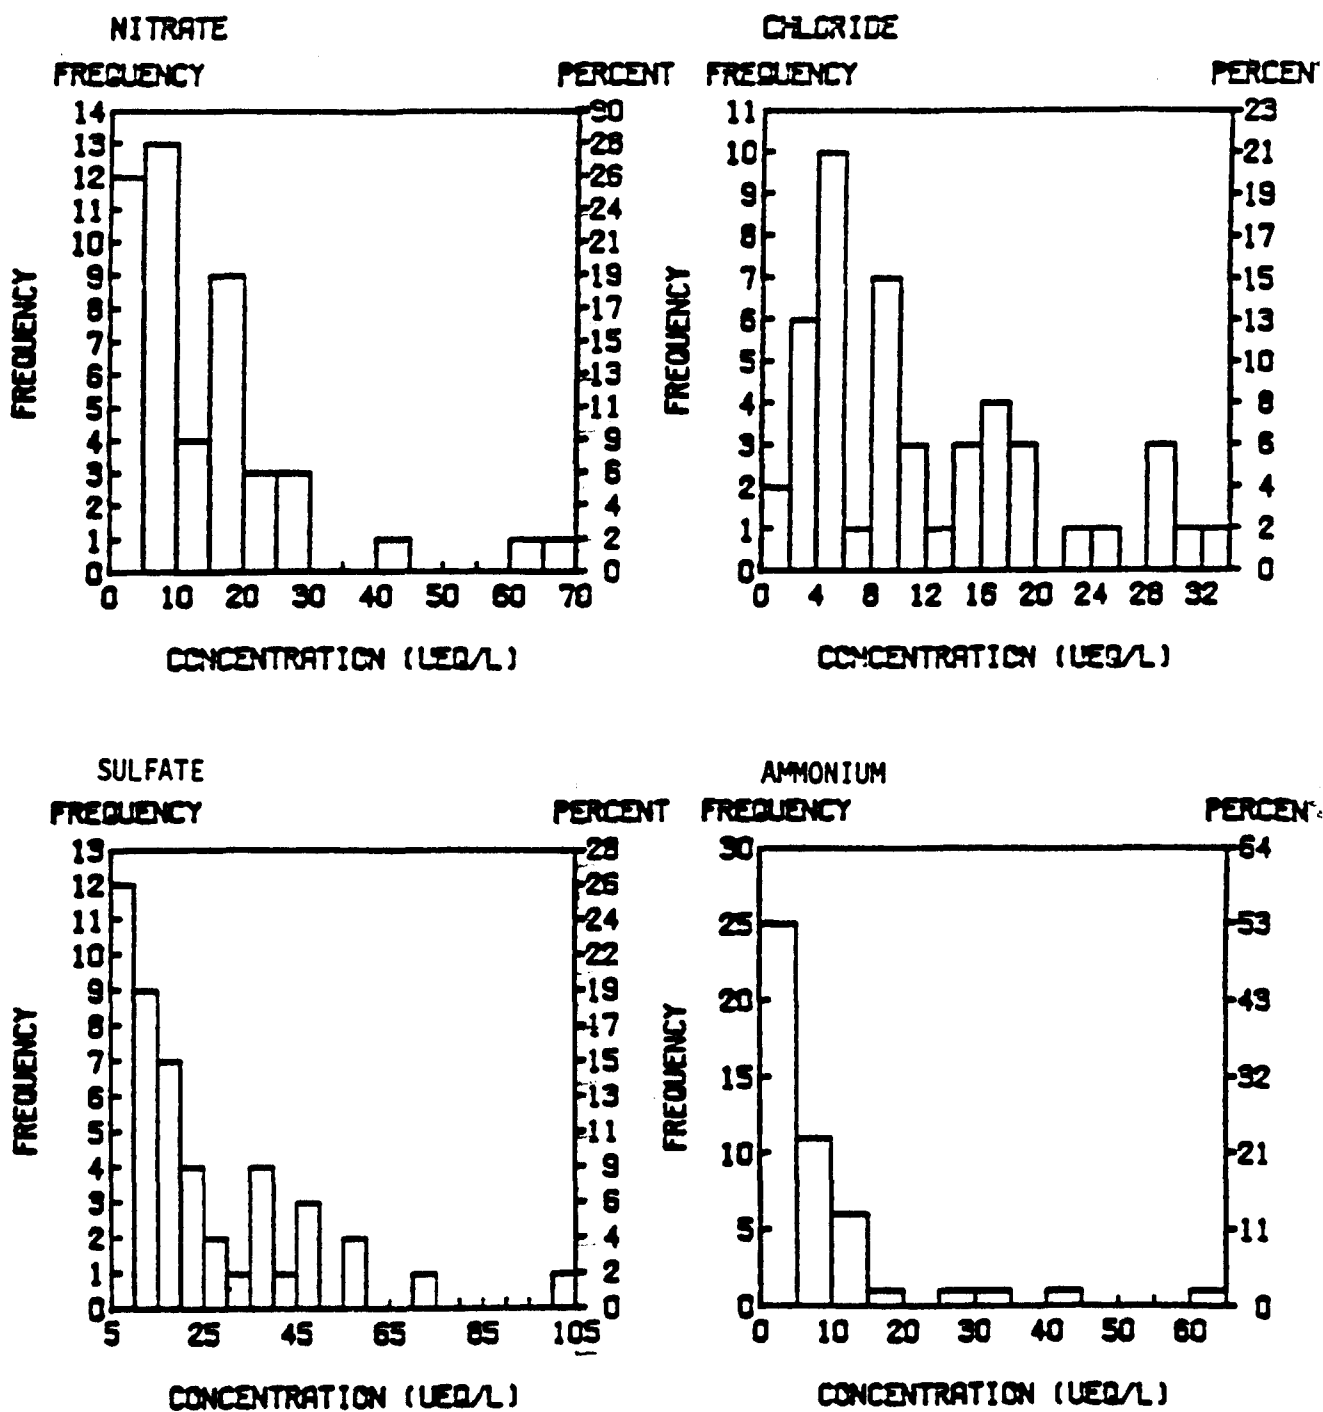 NITRATE
FREQUENCY PERCENT
14 13 12 11 10 9 8 7 6 5 4 3 2 1 0
FREQUENCY
30 28 26 24 21 19 17 15 13 11 9 6 4 2 0
0 10 20 30 40 50 60 70
CONCENTRATION (UEQ/L)
CHLORIDE
FREQUENCY PERCEN
11 10 9 8 7 6 5 4 3 2 1 0
FREQUENCY
23 21 19 17 15 13 10 8 6 4 2 0
0 4 8 12 16 20 24 28 32
CONCENTRATION (UEQ/L)
SULFATE
FREQUENCY PERCENT
13 12 11 10 9 8 7 6 5 4 3 2 1 0
FREQUENCY
28 26 24 22 19 17 15 13 11 9 6 4 2 0
5 25 45 65 85 105
CONCENTRATION (UEQ/L)
AMMONIUM
FREQUENCY PERCEN
30 25 20 15 10 5 0
FREQUENCY
64 53 43 32 21 11 0
0 10 20 30 40 50 60
CONCENTRATION (UEQ/L)